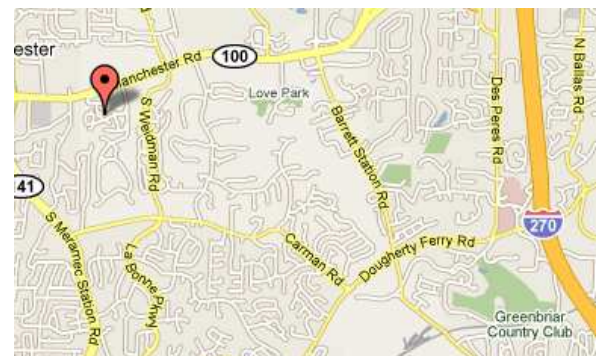 ester
Manchester Rd
100
Love Park
S Weidman Rd
Barrett Station Rd
Des Peres Rd
N Ballas Rd
41
270
S Meramec Station Rd
La Bonne Pkwy
Carman Rd
Dougherty Ferry Rd
Greenbriar
Country Club